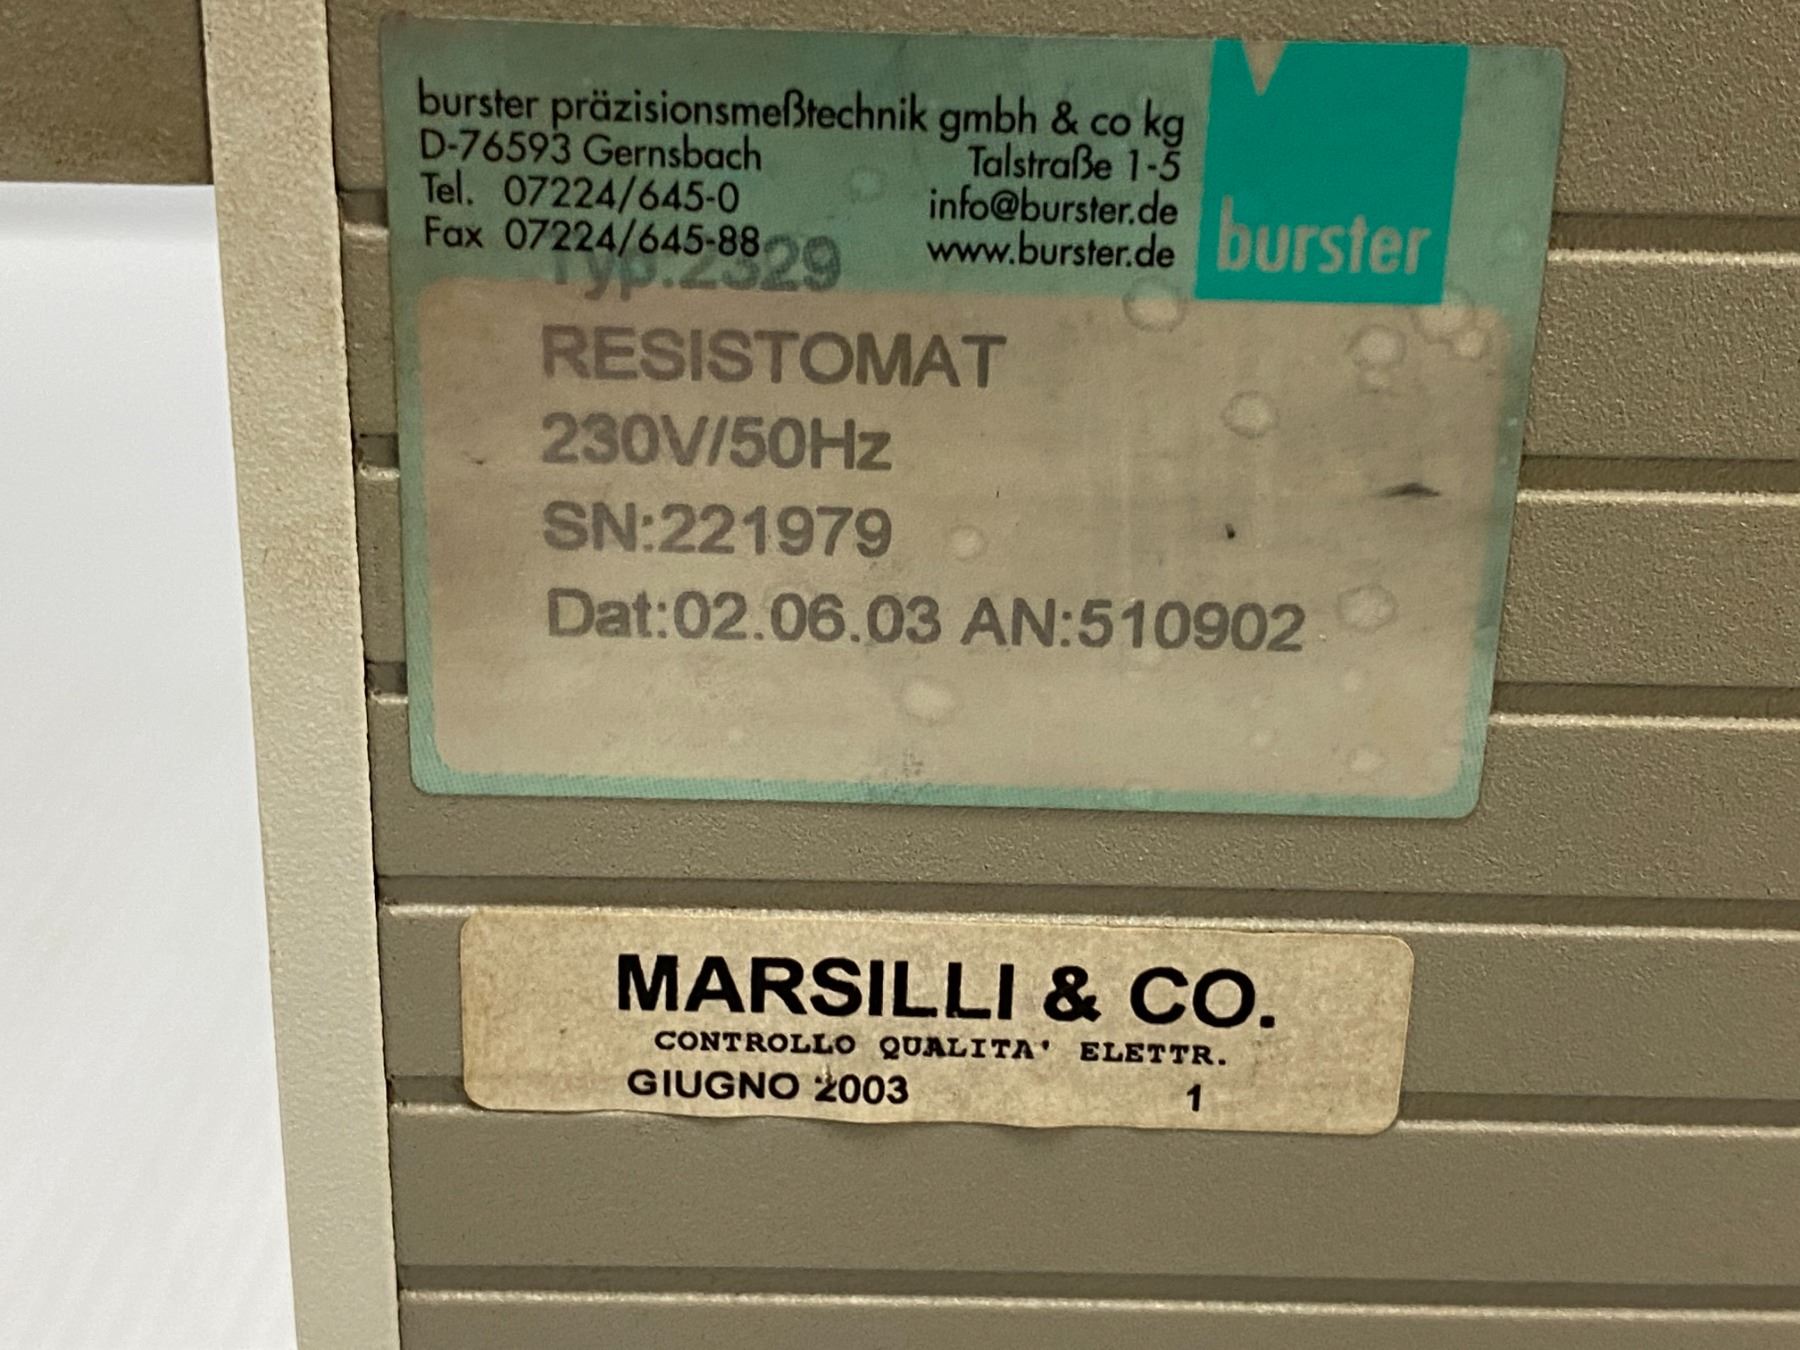 burster präzisionsmeßtechnik gmbh & co kg
D-76593 Gernsbach Talstraße 1-5
Tel. 07224/645-0 info@burster.de
Fax 07224/645-88 www.burster.de
burster
Typ.:2329
RESISTOMAT
230V/50Hz
SN:221979
Dat:02.06.03 AN:510902
MARSILLI & CO.
CONTROLLO QUALITA' ELETTR.
GIUGNO 2003 1